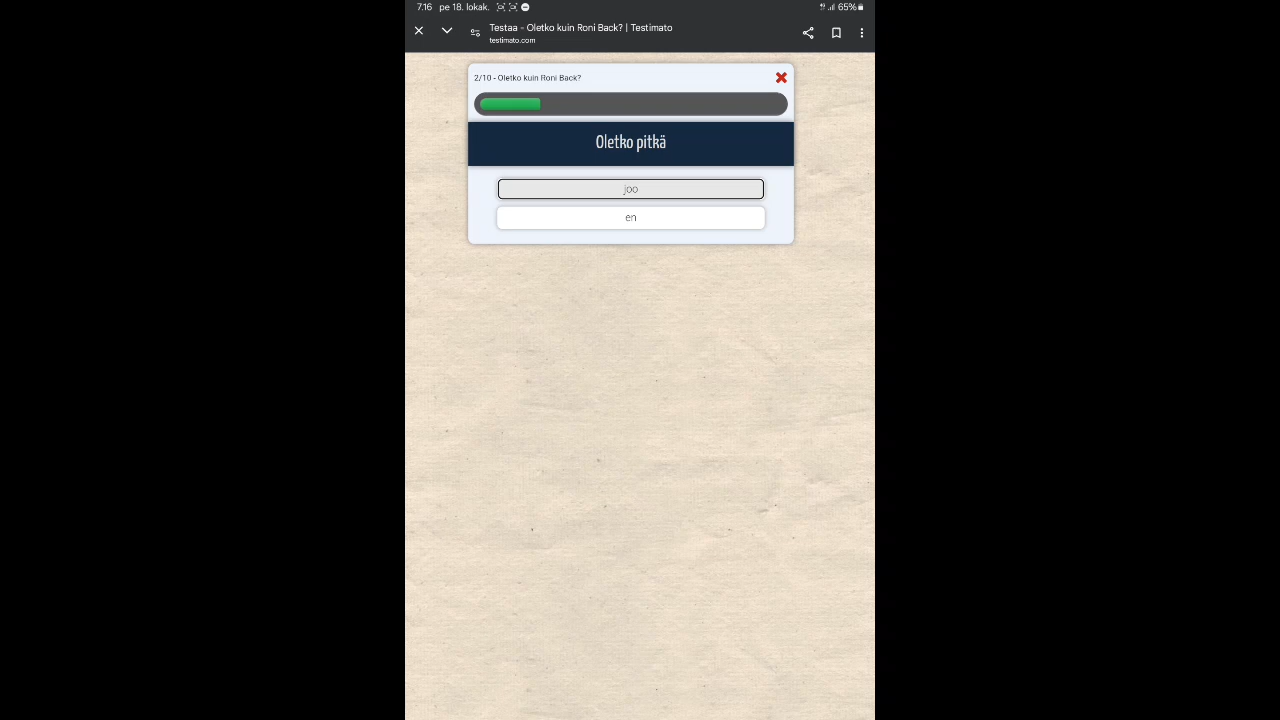 7.16 pe 18. lokak. 65%
Testaa - Oletko kuin Roni Back? | Testimato
testimato.com
2/10 - Oletko kuin Roni Back?
Oletko pitkä
joo
en